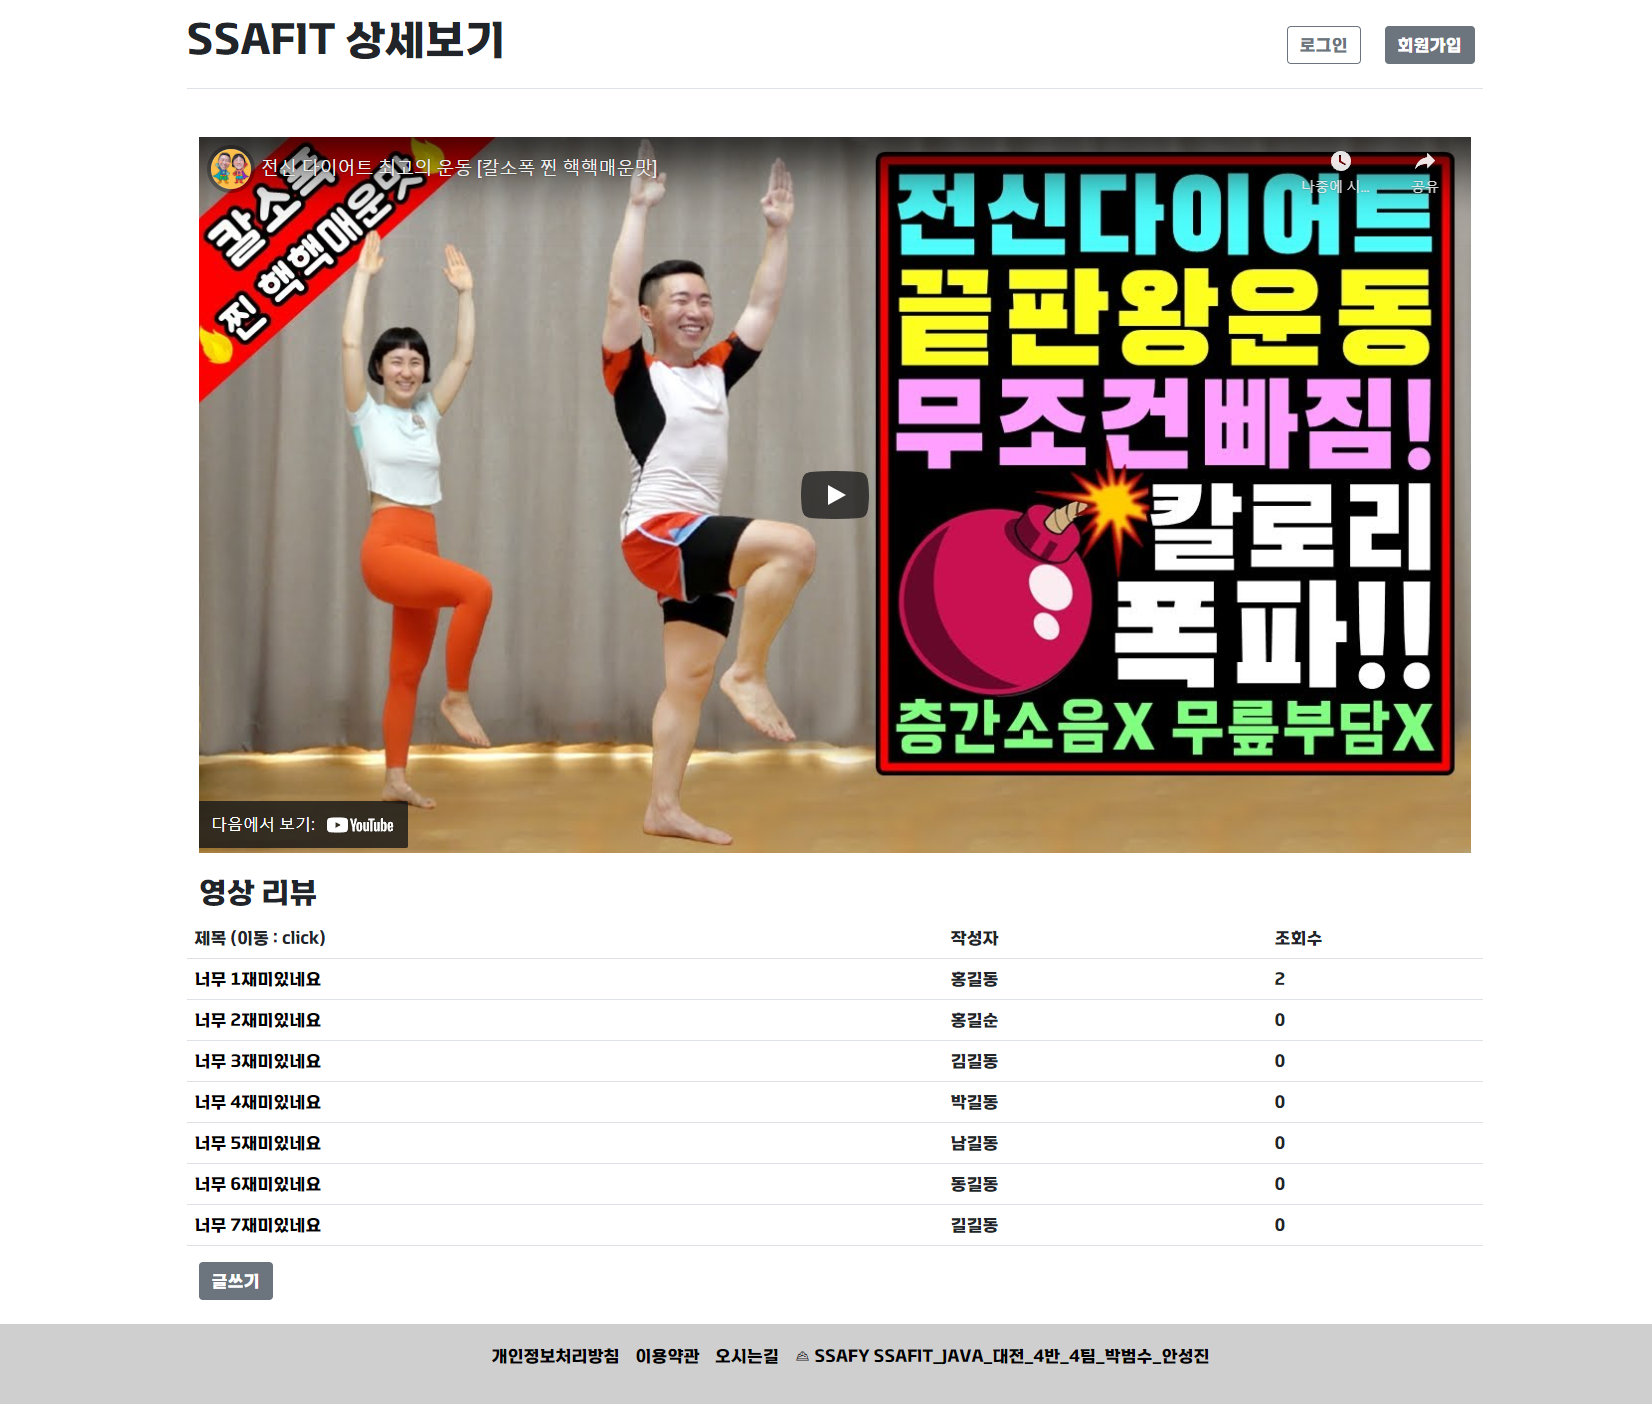 SSAFIT 상세보기
로그인
회원가입
전신 다이어트 최고의 운동 [칼소폭 찐 핵핵매운맛]
나중에 시...
공유
칼소폭
찐 핵핵매운맛
전신다이어트
끝판왕운동
무조건빠짐!
칼로리
폭파!!
층간소음X 무릎부담X
다음에서 보기: YouTube
영상 리뷰
제목 (이동 : click) 작성자 조회수
너무 1재미있네요 홍길동 2
너무 2재미있네요 홍길순 0
너무 3재미있네요 김길동 0
너무 4재미있네요 박길동 0
너무 5재미있네요 남길동 0
너무 6재미있네요 동길동 0
너무 7재미있네요 길길동 0
글쓰기
개인정보처리방침 이용약관 오시는길 SSAFY SSAFIT_JAVA_대전_4반_4팀_박범수_안성진